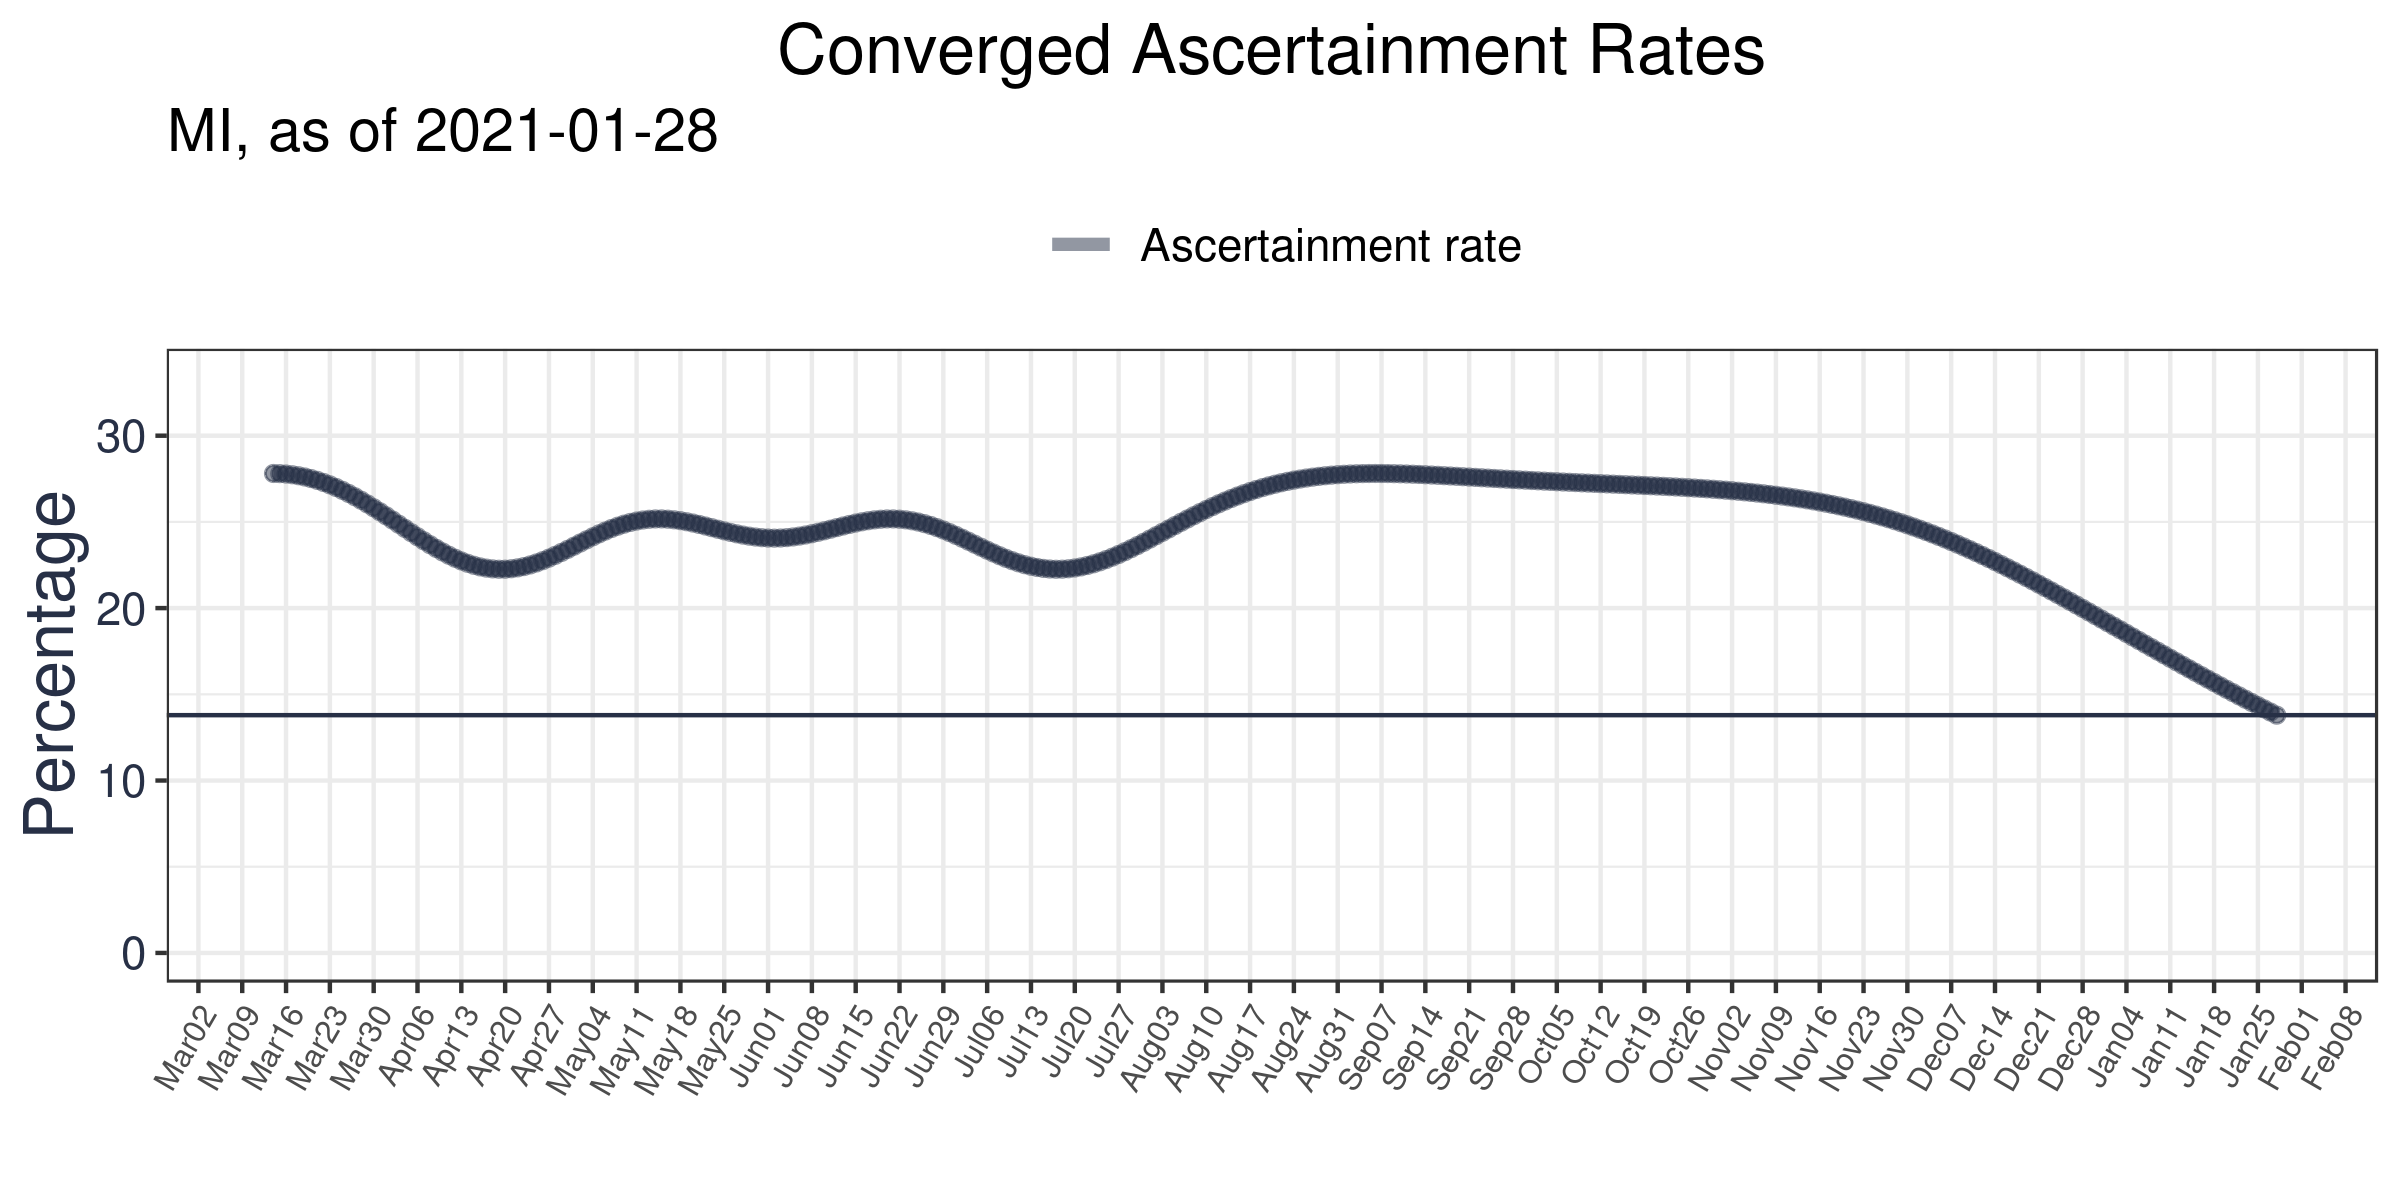 Converged Ascertainment Rates
MI, as of 2021-01-28
Ascertainment rate
Percentage
30
20
10
0
Mar02 Mar09 Mar16 Mar23 Mar30 Apr06 Apr13 Apr20 Apr27 May04 May11 May18 May25 Jun01 Jun08 Jun15 Jun22 Jun29 Jul06 Jul13 Jul20 Jul27 Aug03 Aug10 Aug17 Aug24 Aug31 Sep07 Sep14 Sep21 Sep28 Oct05 Oct12 Oct19 Oct26 Nov02 Nov09 Nov16 Nov23 Nov30 Dec07 Dec14 Dec21 Dec28 Jan04 Jan11 Jan18 Jan25 Feb01 Feb08